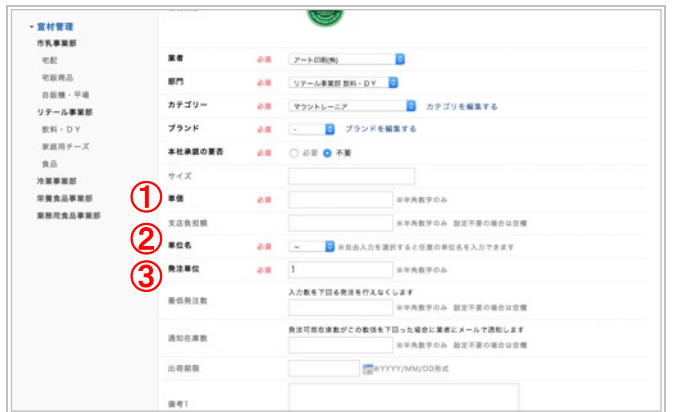 宣材管理
市乳事業部
宅配
宅販商品
自販機・平場
リテール事業部
飲料・DY
家庭用チーズ
食品
冷菓事業部
栄養食品事業部
業務用食品事業部
業者 必須 アート印刷(株)
部門 必須 リテール事業部 飲料・DY
カテゴリー 必須 マウントレーニア カテゴリを編集する
ブランド 必須 - ブランドを編集する
本社承認の要否 必須 必要 不要
サイズ
① 単価 必須 ※半角数字のみ
支店負担額 ※半角数字のみ 設定不要の場合は空欄
② 単位名 必須 - ※自由入力を選択すると任意の単位名を入力できます
③ 発注単位 必須 1 ※半角数字のみ
入力数を下回る発注を行えなくします
最低発注数 ※半角数字のみ 設定不要の場合は空欄
発注可能在庫数がこの数値を下回った場合に業者にメールで通知します
通知在庫数 ※半角数字のみ 設定不要の場合は空欄
出荷期限 ※YYYY/MM/DD形式
備考1